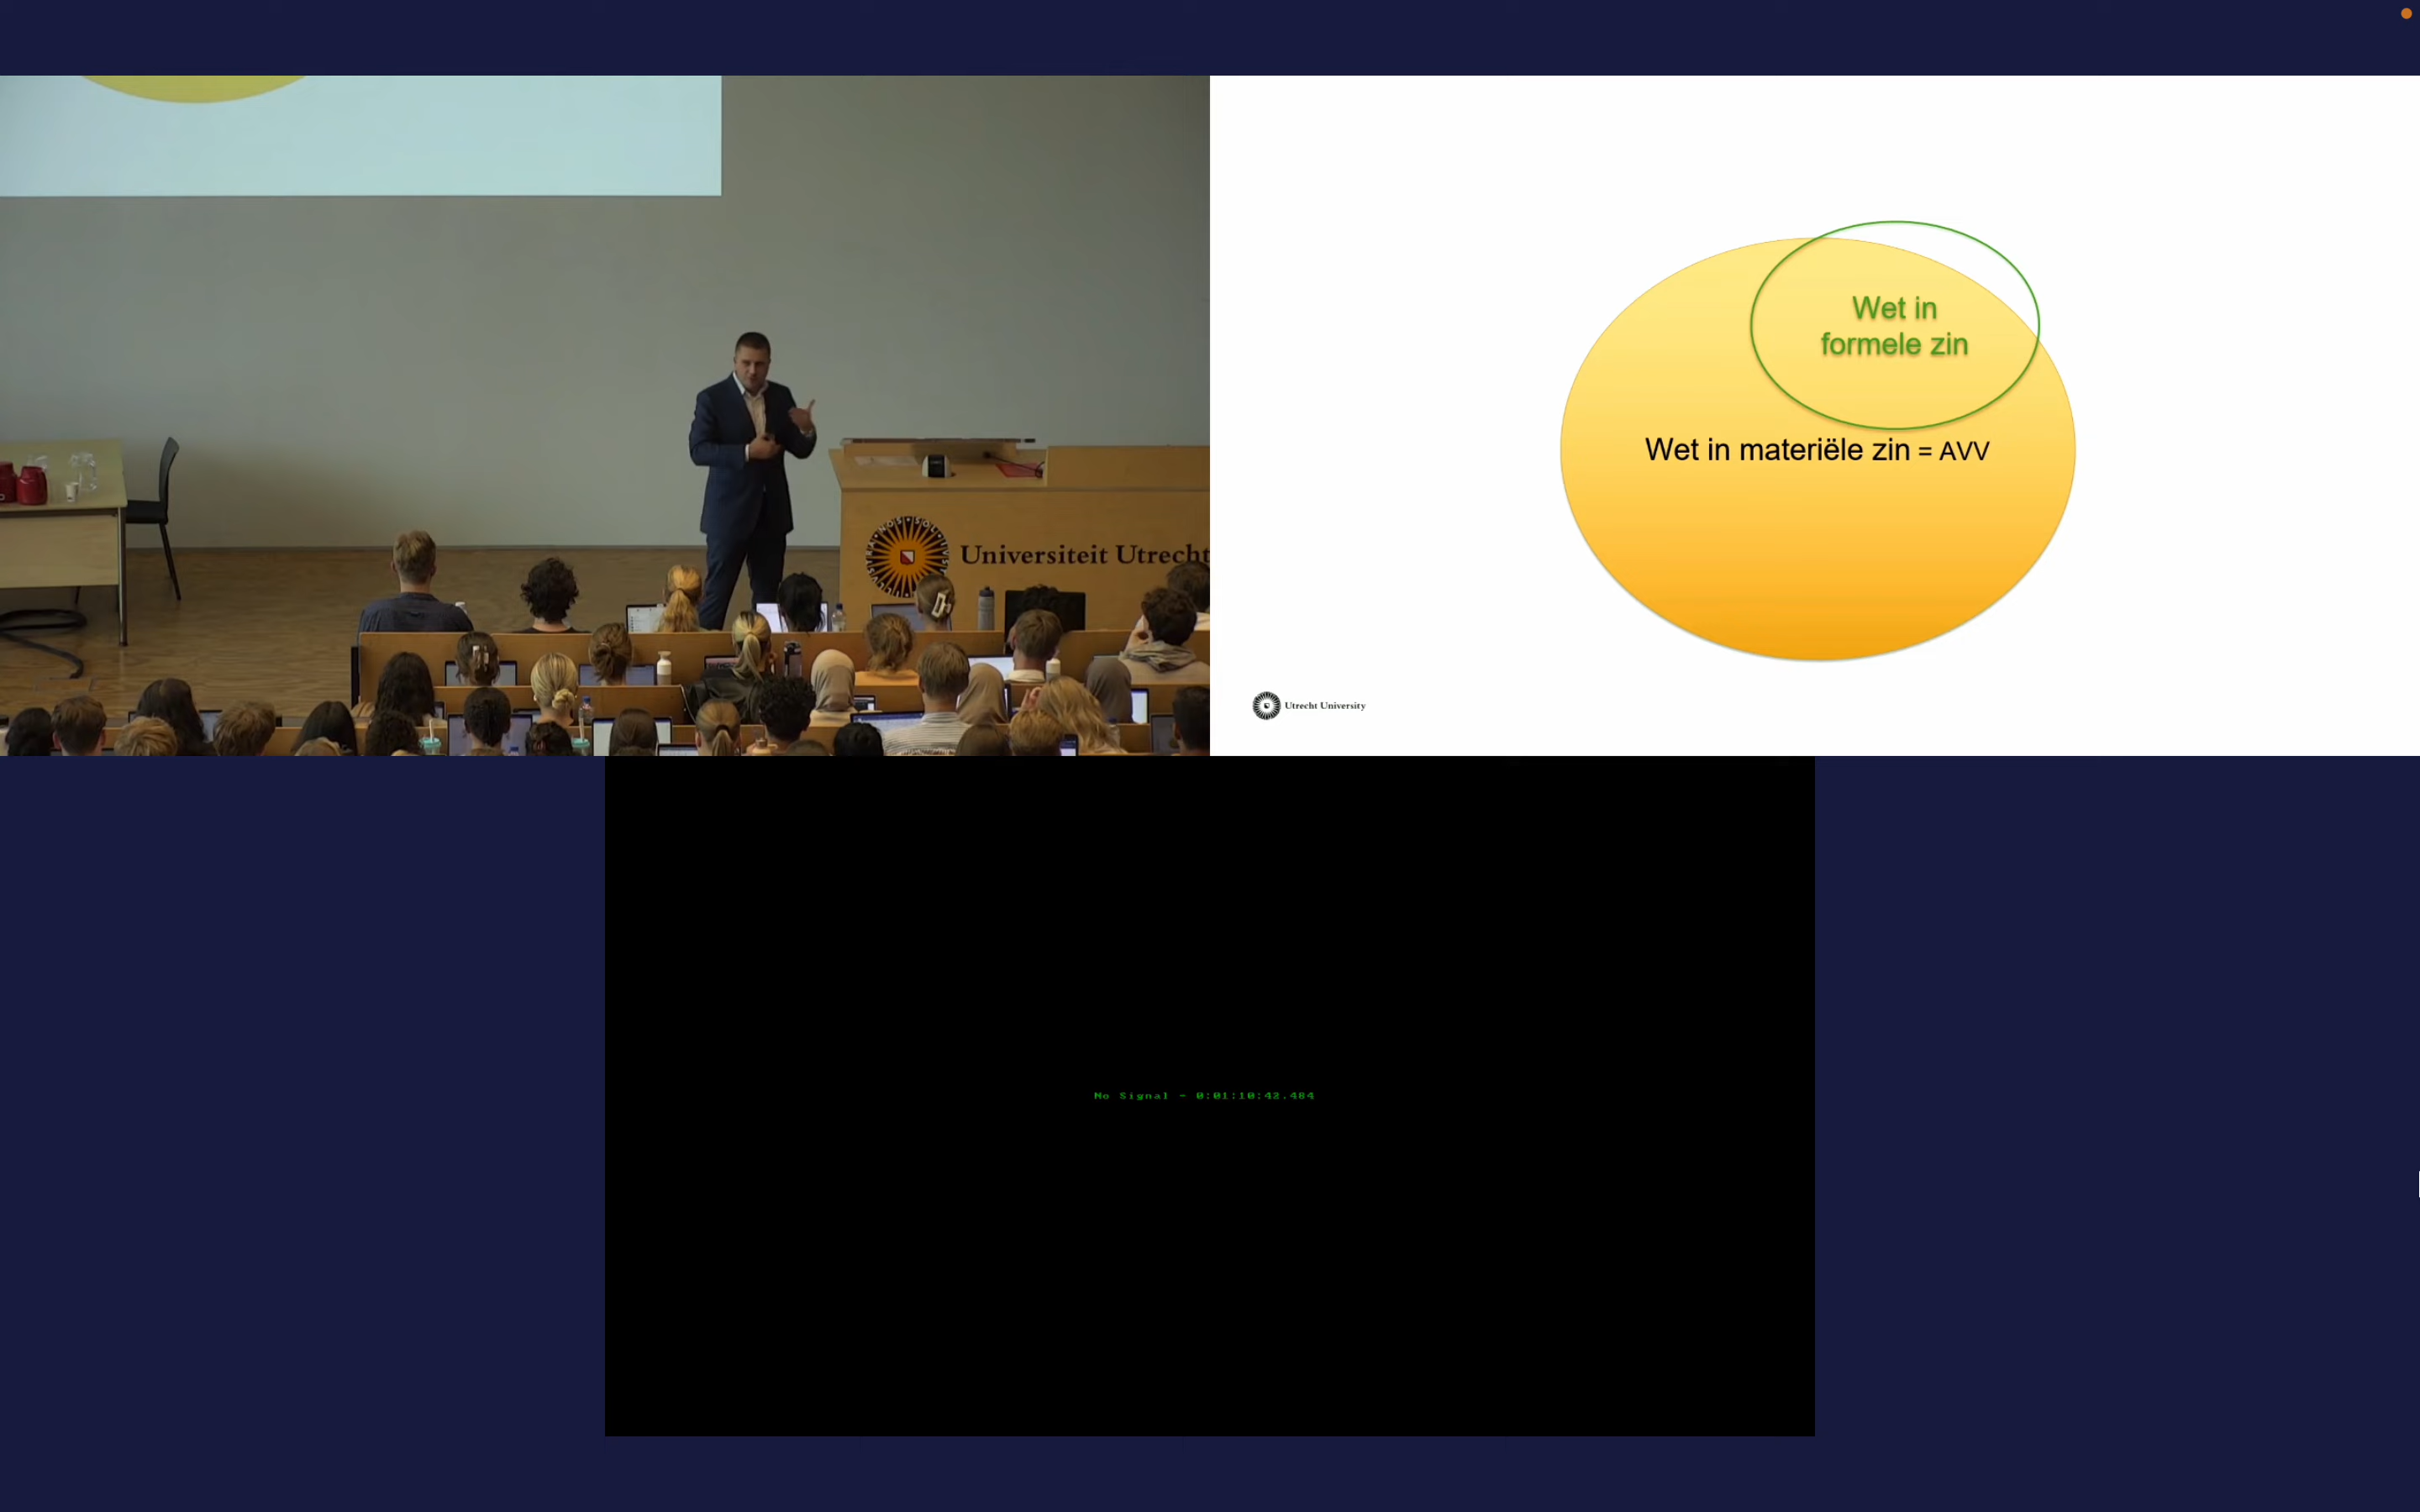 Universiteit Utrecht
Wet in
formele zin
Wet in materiële zin = AVV
Utrecht University
No Signal - 0:01:10:42.484